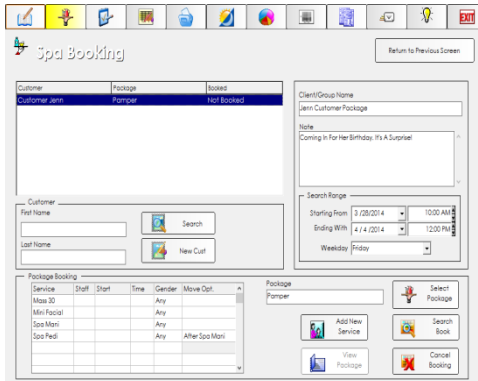 EXIT
Spa Booking
Return to Previous Screen
Customer Package Booked
Customer Jenn Pamper Not Booked
Client/Group Name
Jenn Customer Package
Note
Coming In For Her Birthday. It's A Surprise!
Customer
First Name
Search
Last Name
New Cust
Search Range
Starting From 3 /28/2014 10:00 AM
Ending With 4 / 4 /2014 12:00 PM
Weekday Friday
Package Booking
Service Staff Start Time Gender Move Opt.
Mass 30 Any
Mini Facial Any
Spa Mani Any
Spa Pedi Any After Spa Mani
Package
Pamper
Select Package
Add New Service
Search Book
View Package
Cancel Booking